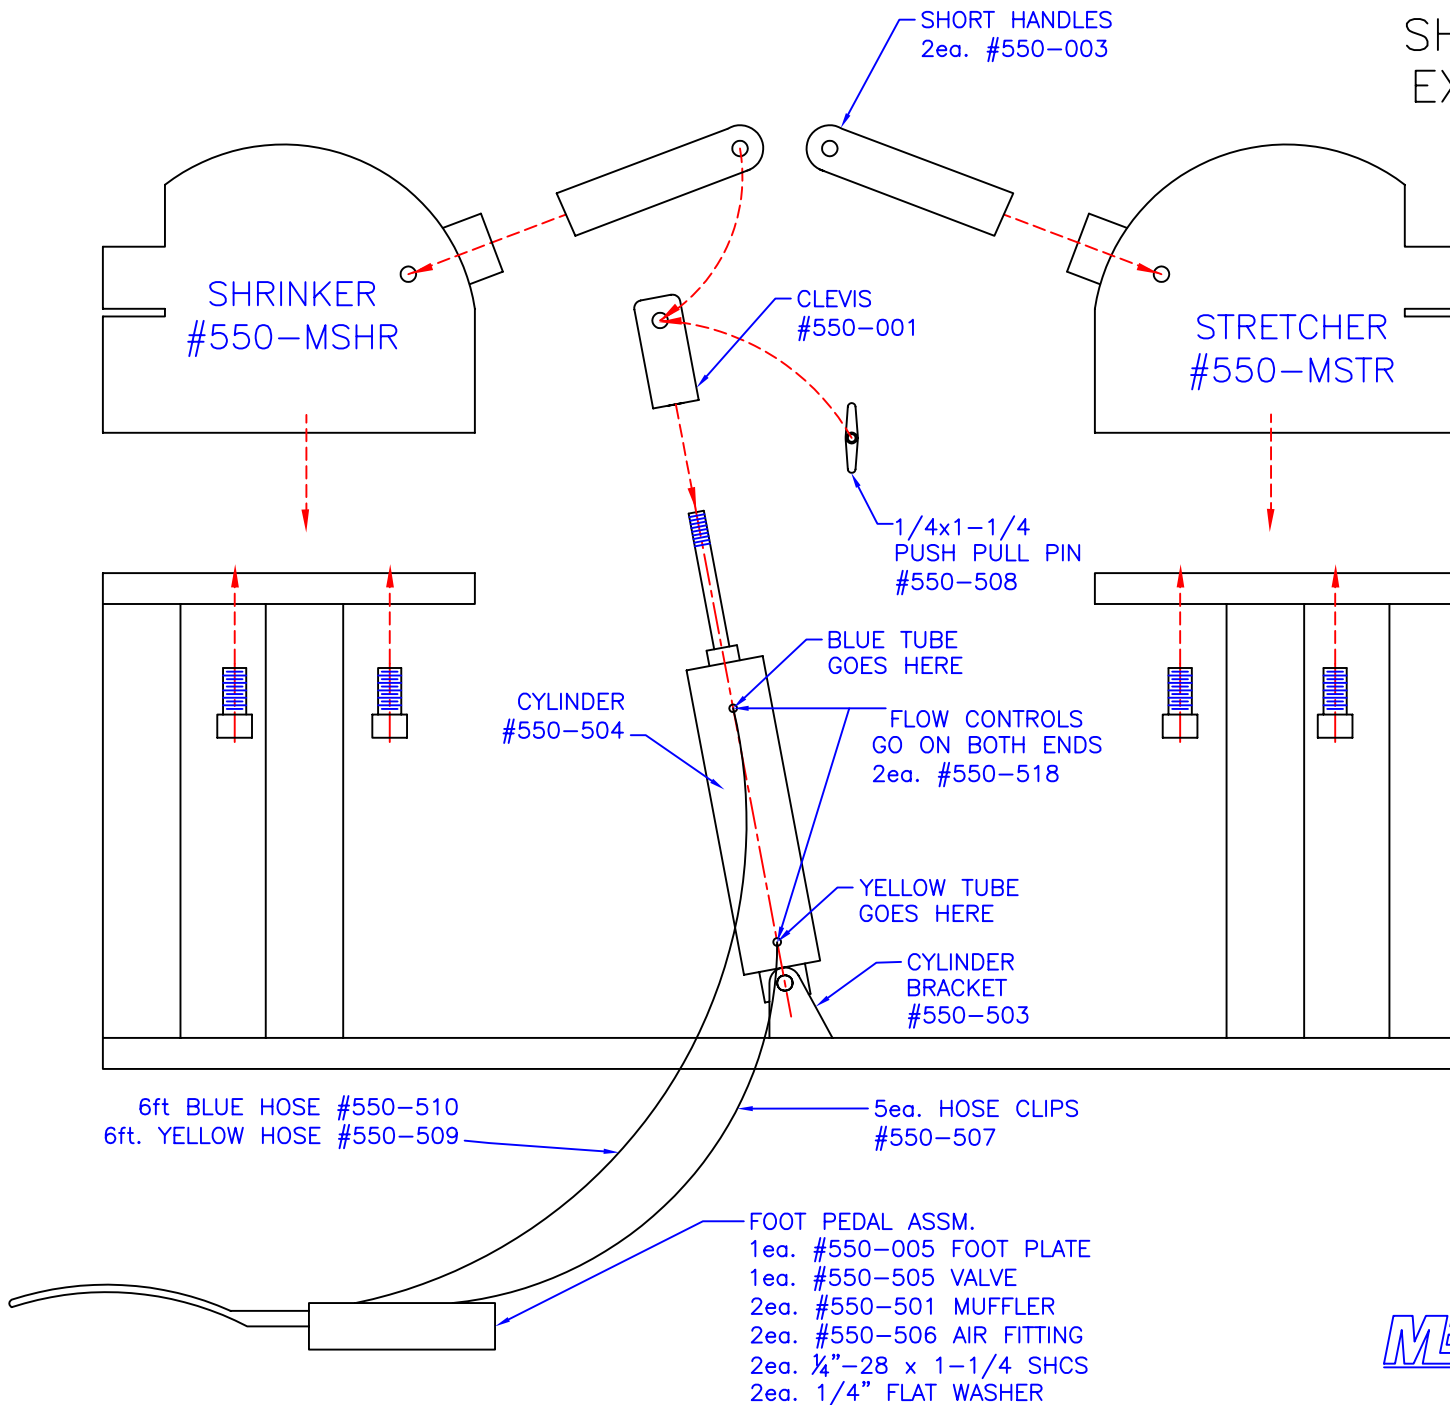 SHORT HANDLES
2ea. #550-003
SH
EX
SHRINKER
#550-MSHR
CLEVIS
#550-001
STRETCHER
#550-MSTR
1/4x1-1/4
PUSH PULL PIN
#550-508
BLUE TUBE
GOES HERE
CYLINDER
#550-504
FLOW CONTROLS
GO ON BOTH ENDS
2ea. #550-518
YELLOW TUBE
GOES HERE
CYLINDER
BRACKET
#550-503
6ft BLUE HOSE #550-510
6ft. YELLOW HOSE #550-509
5ea. HOSE CLIPS
#550-507
FOOT PEDAL ASSM.
1ea. #550-005 FOOT PLATE
1ea. #550-505 VALVE
2ea. #550-501 MUFFLER
2ea. #550-506 AIR FITTING
2ea. ¼"-28 x 1-1/4 SHCS
2ea. 1/4" FLAT WASHER